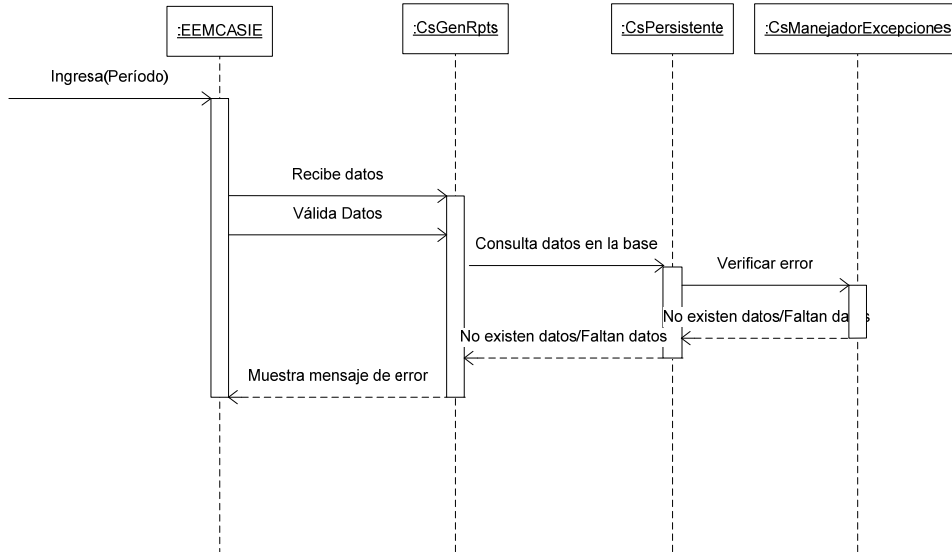 :EEMCASIE
:CsGenRpts
:CsPersistente
:CsManejadorExcepciones
Ingresa(Período)
Recibe datos
Válida Datos
Consulta datos en la base
Verificar error
No existen datos/Faltan datos
No existen datos/Faltan datos
Muestra mensaje de error